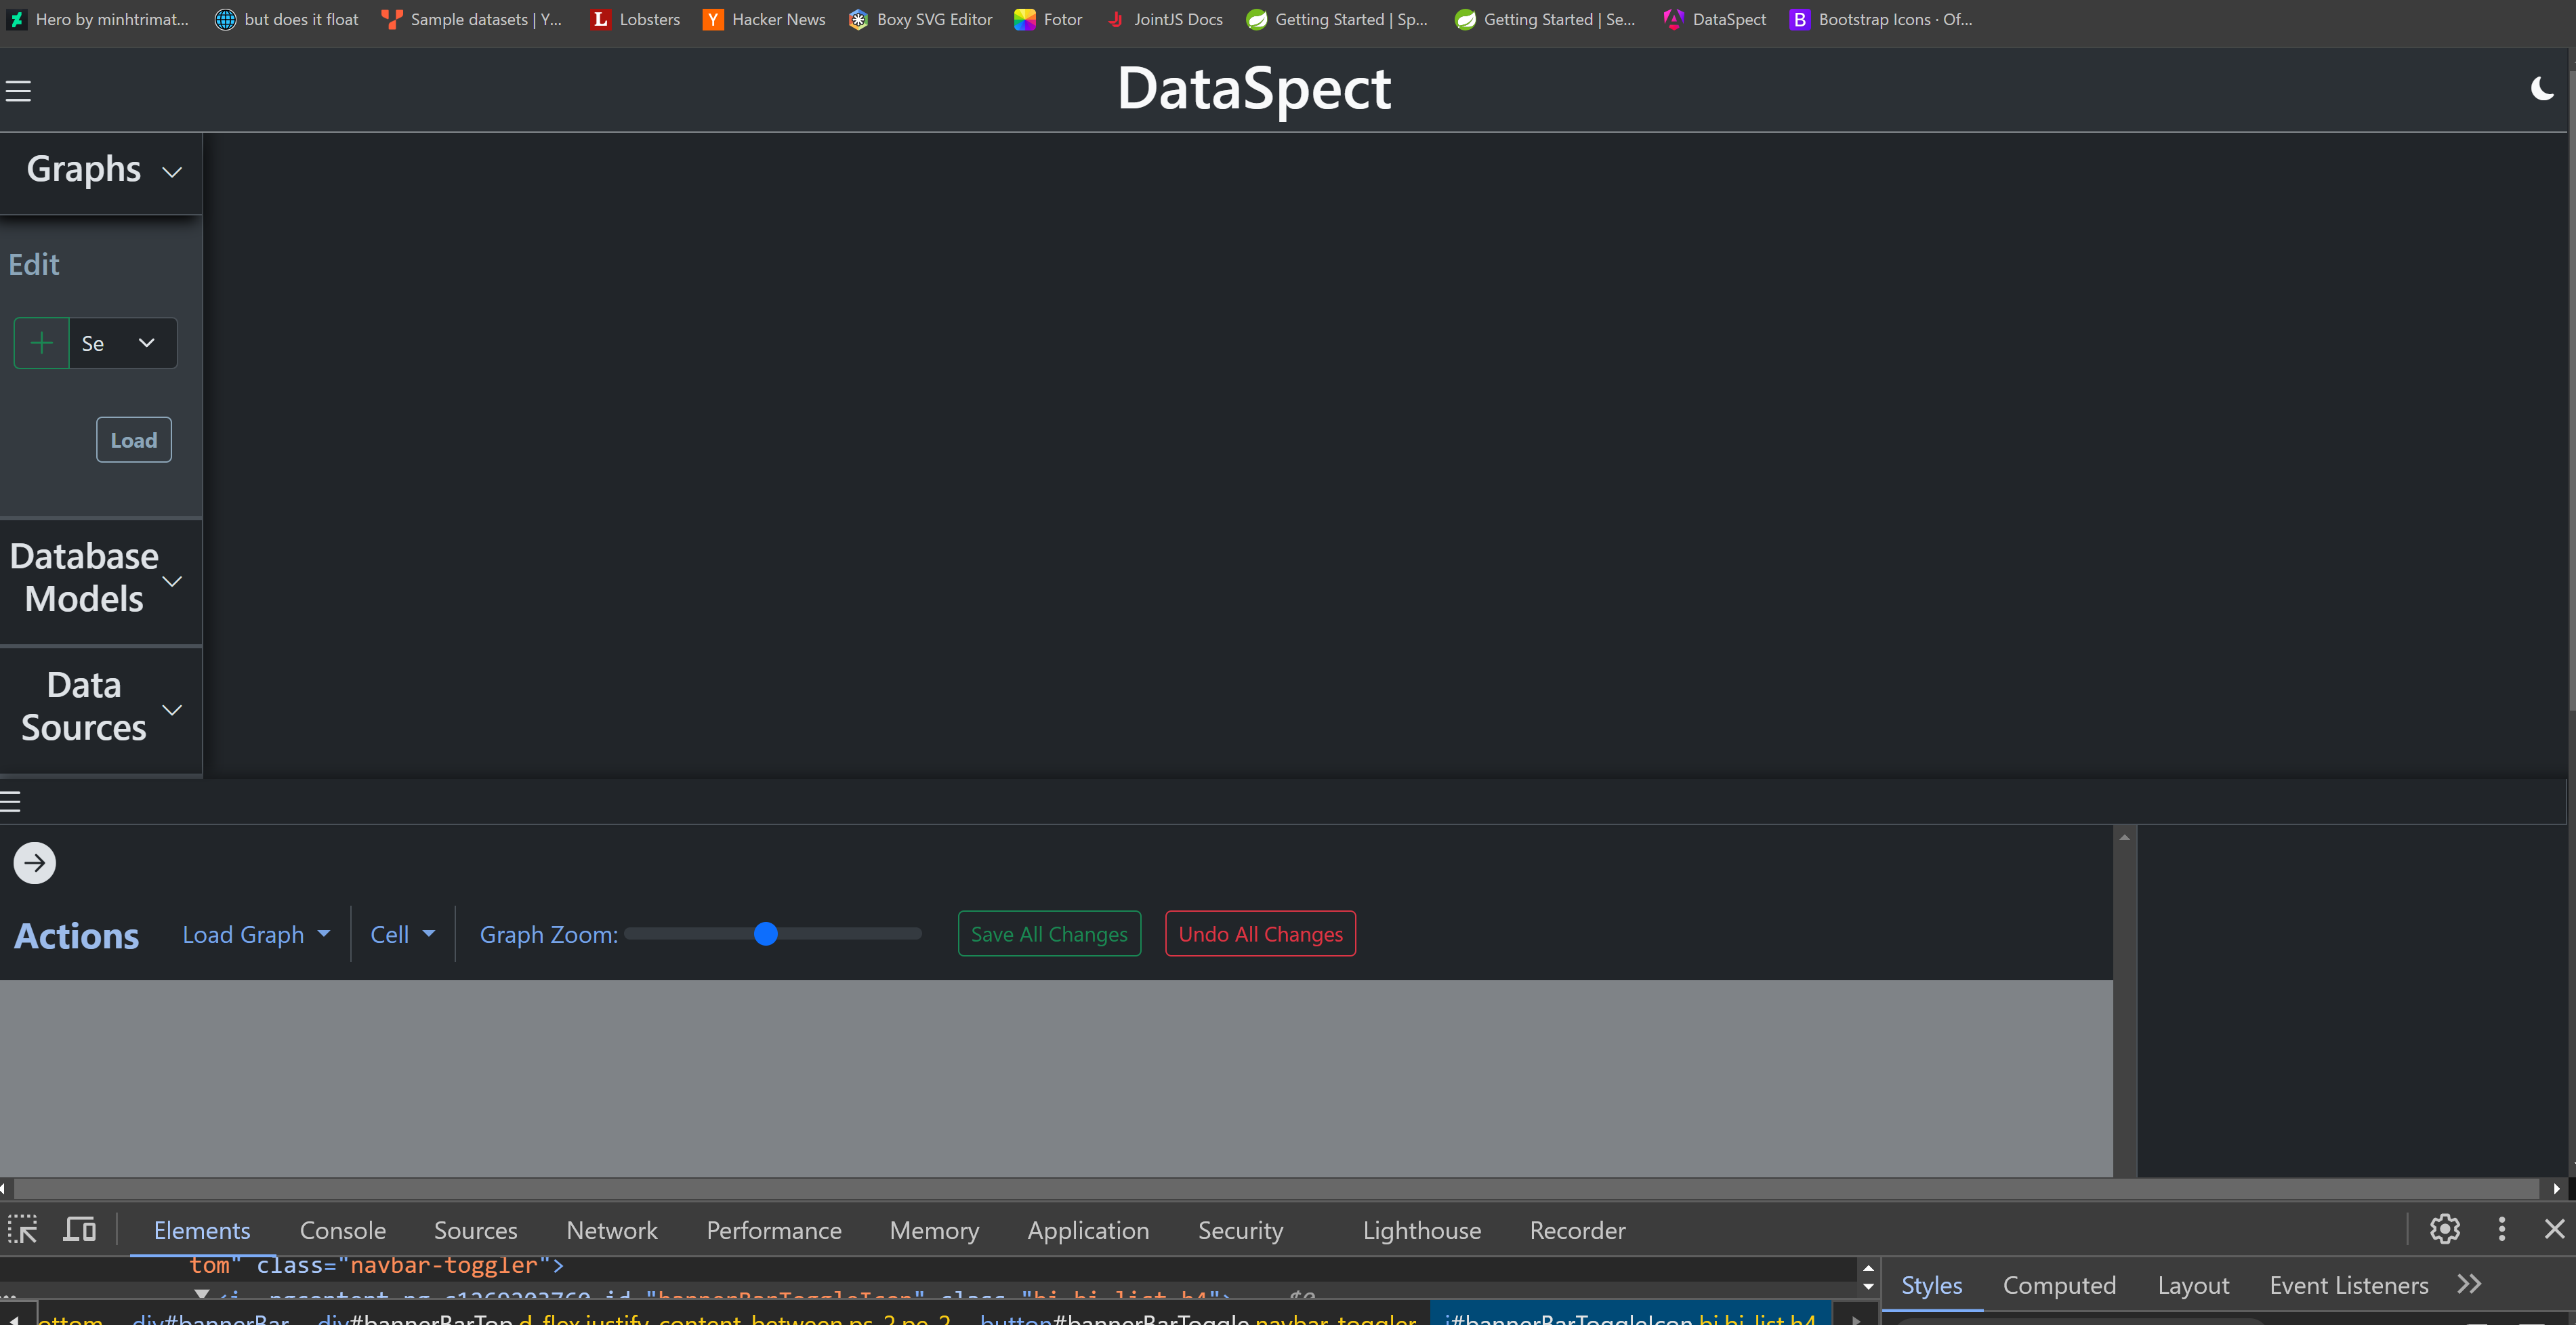 Hero by minhtrimat... but does it float Sample datasets | Y... Lobsters Hacker News Boxy SVG Editor Fotor JointJS Docs Getting Started | Sp... Getting Started | Se... DataSpect Bootstrap Icons · Of...
DataSpect
Graphs
Edit
Se
Load
Database
Models
Data
Sources
Actions Load Graph Cell Graph Zoom: Save All Changes Undo All Changes
Elements Console Sources Network Performance Memory Application Security Lighthouse Recorder
tom" class="navbar-toggler">
Styles Computed Layout Event Listeners
ottom div#bannerBar div#bannerBarTop.d-flex.justify-content-between.ps-2.pe-2 button#bannerBarToggle.navbar-toggler i#bannerBarToggleIcon.bi.bi-list.h4